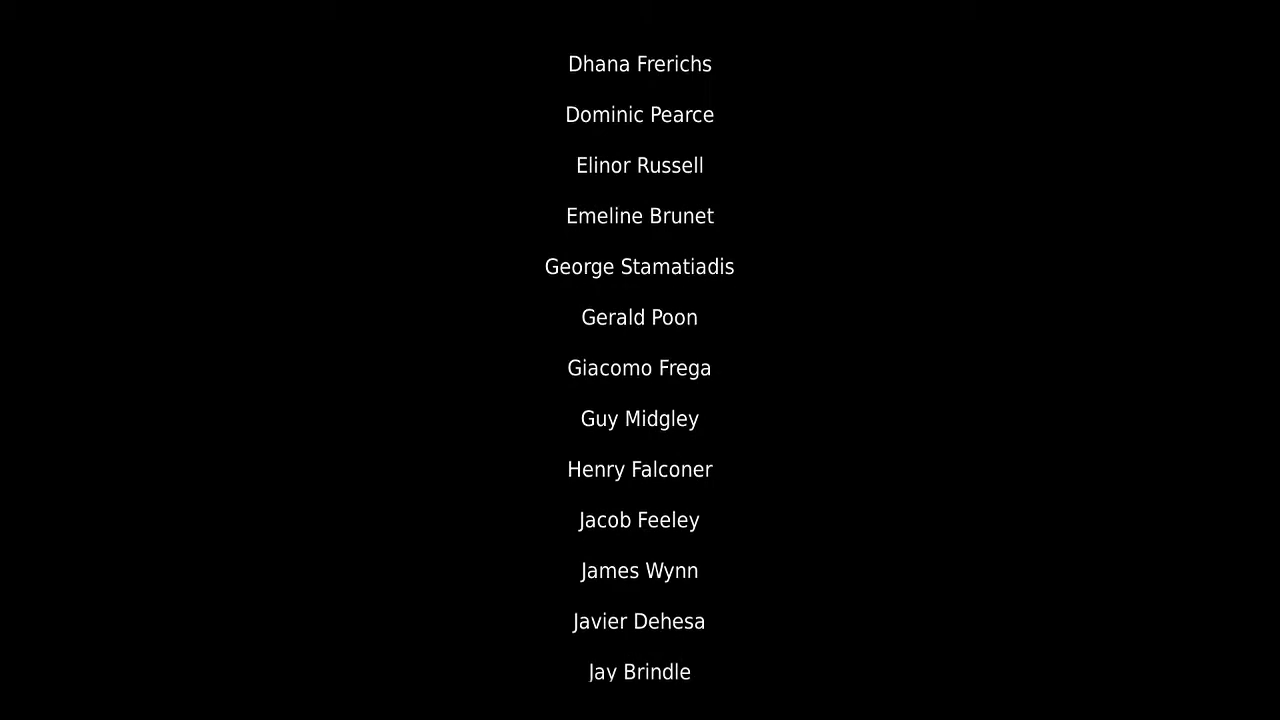 Dhana Frerichs
Dominic Pearce
Elinor Russell
Emeline Brunet
George Stamatiadis
Gerald Poon
Giacomo Frega
Guy Midgley
Henry Falconer
Jacob Feeley
James Wynn
Javier Dehesa
Jay Brindle